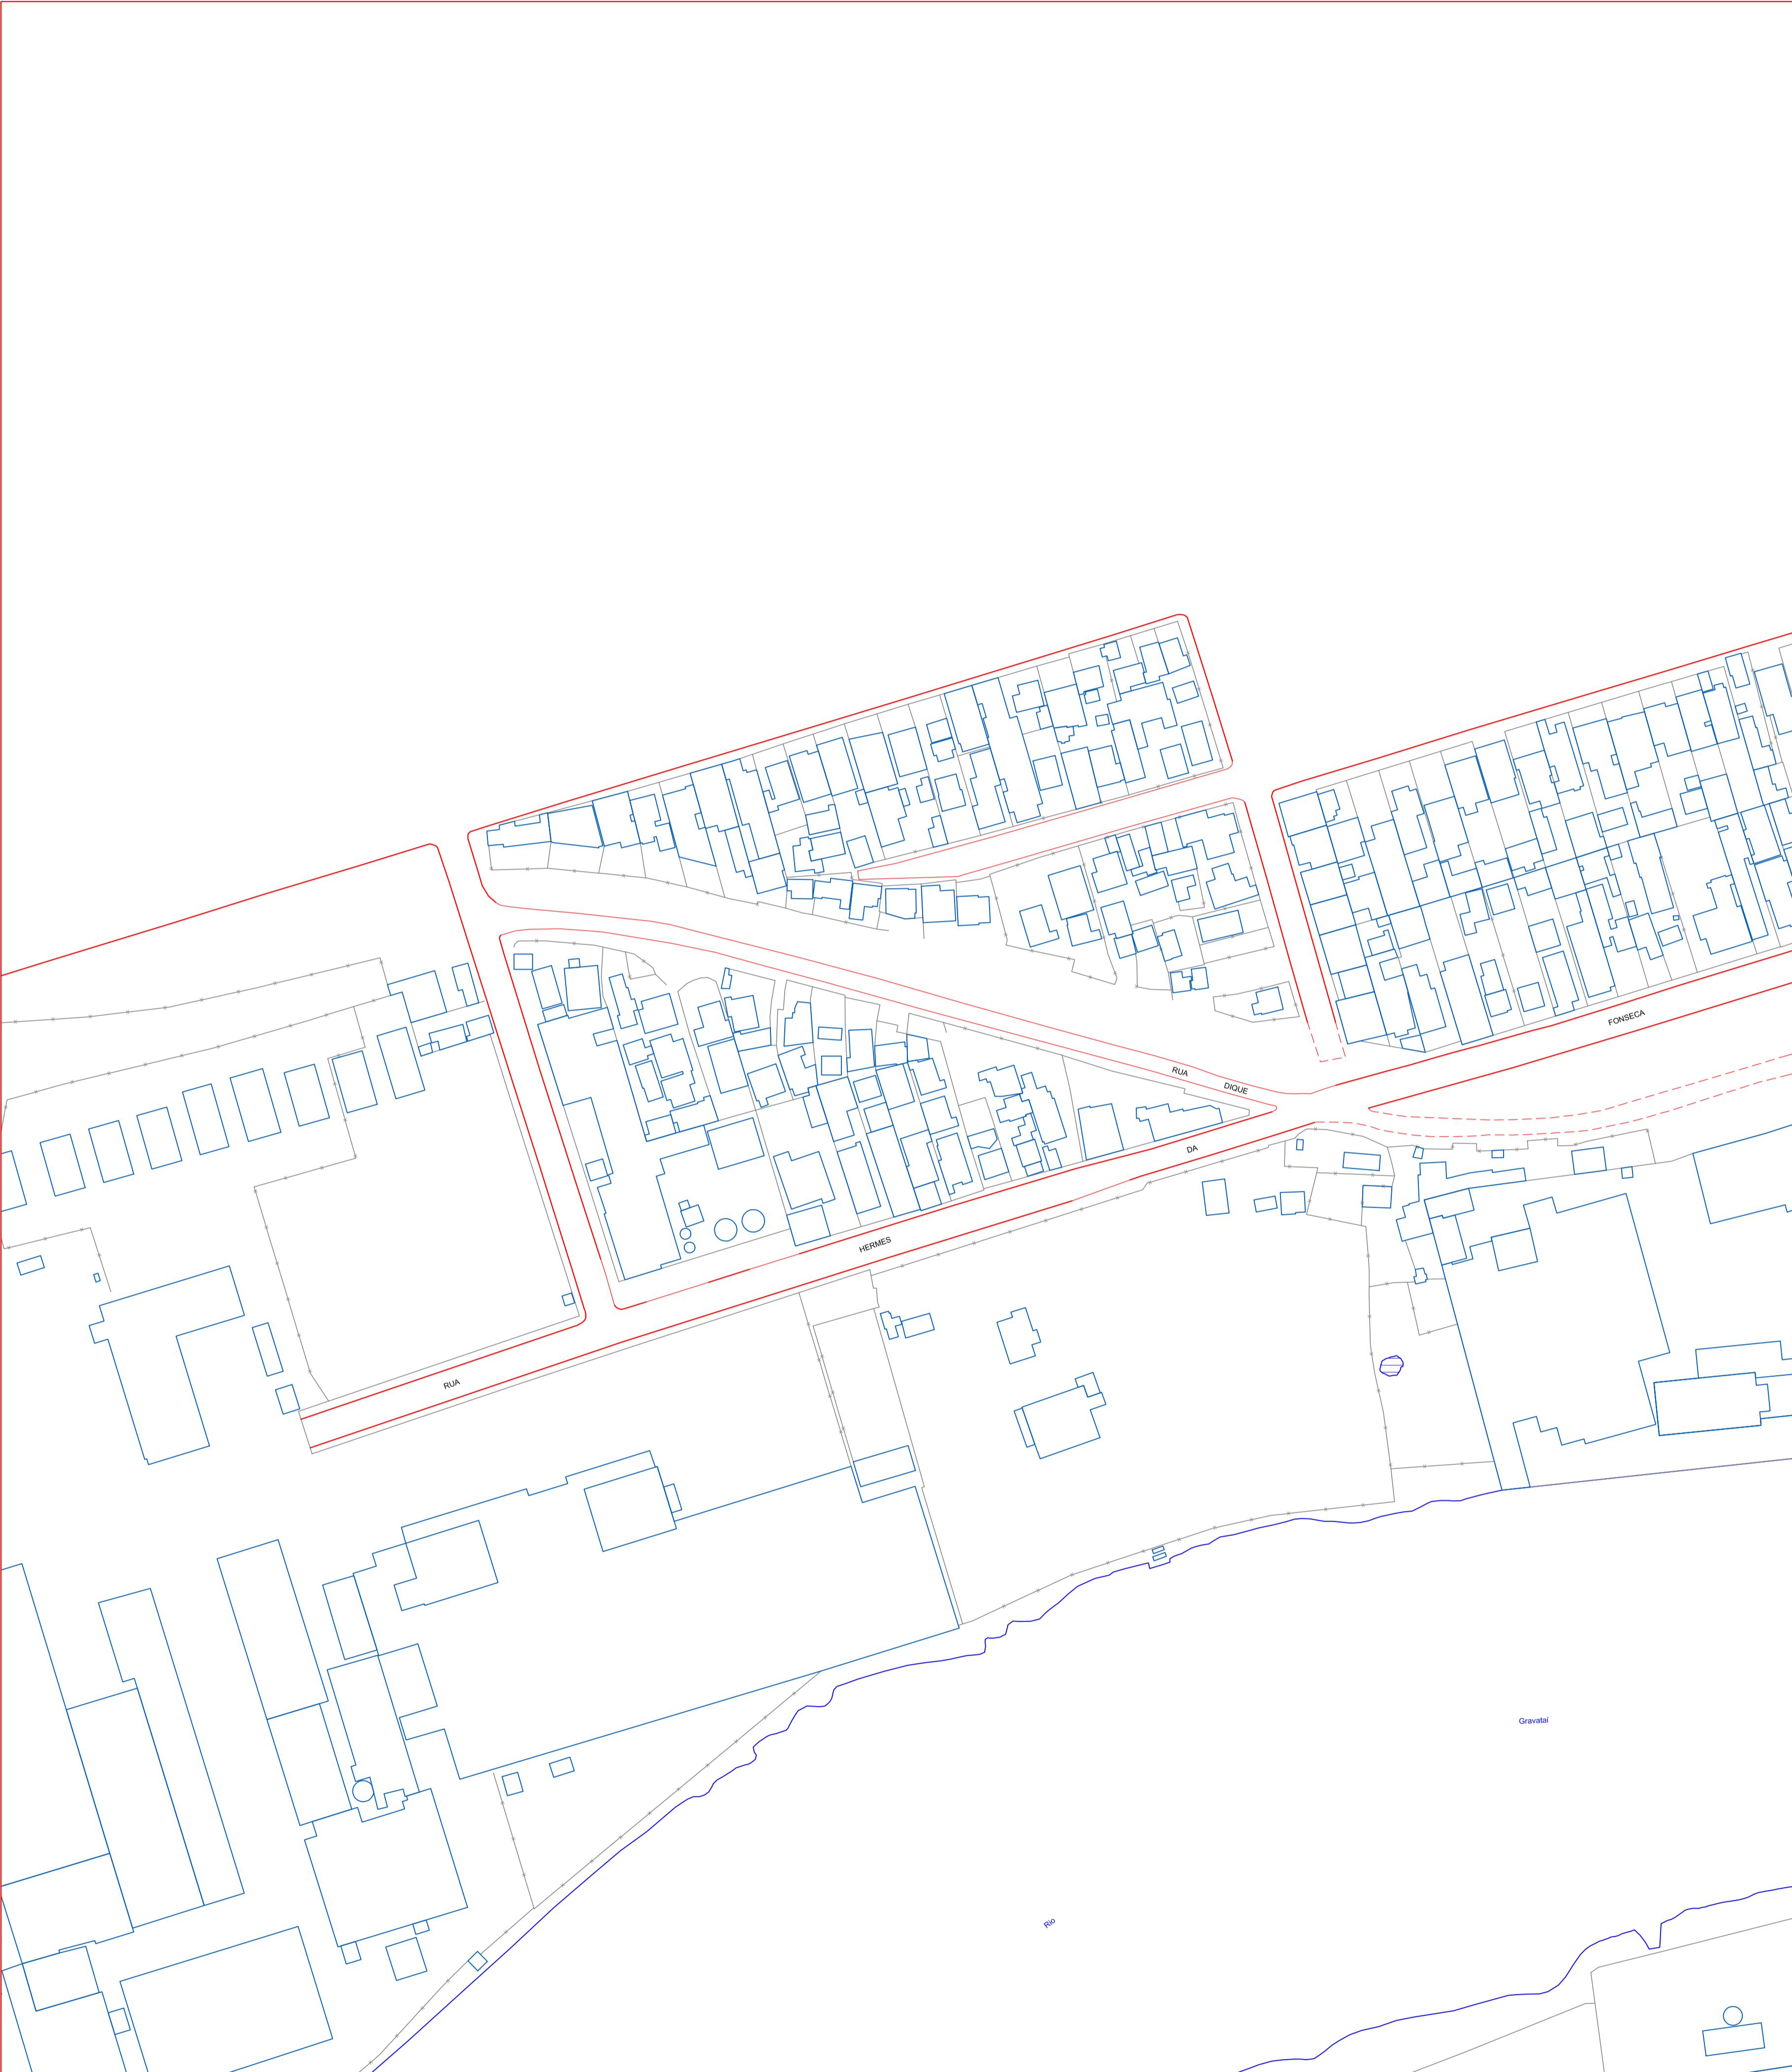 FONSECA
RUA
DIQUE
DA
HERMES
RUA
Gravataí
Rio